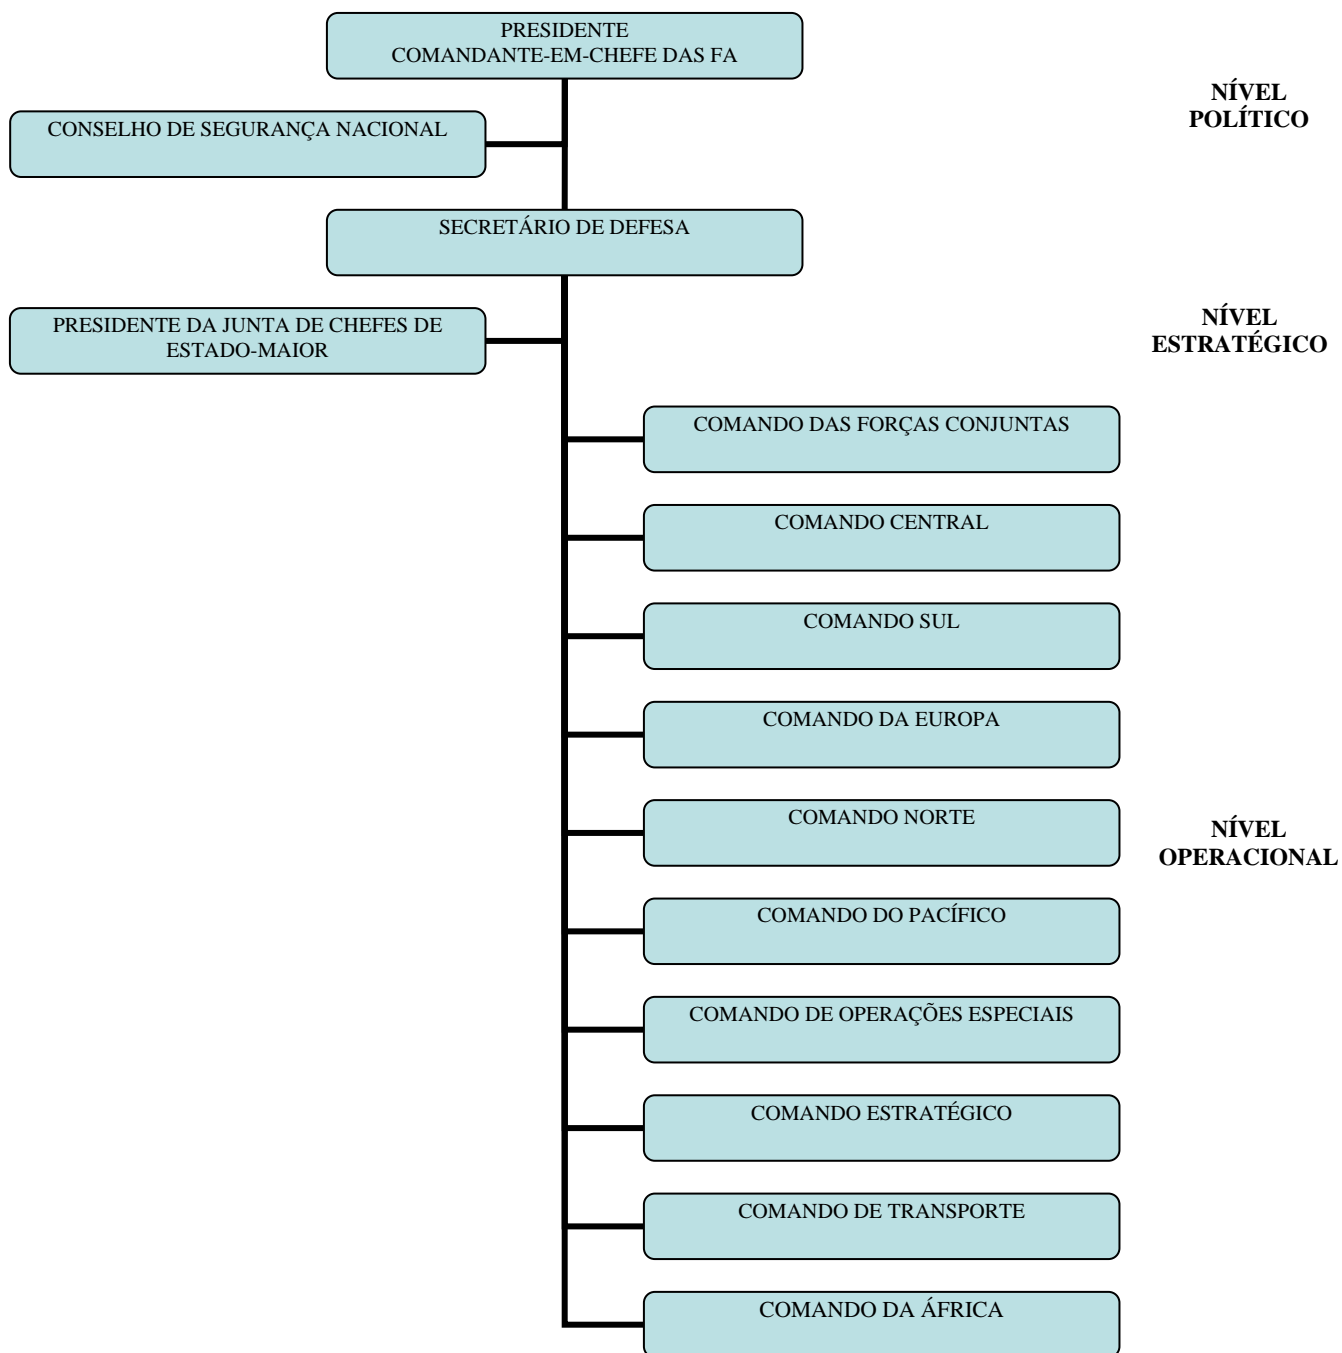 PRESIDENTE
COMANDANTE-EM-CHEFE DAS FA
NÍVEL
POLÍTICO
CONSELHO DE SEGURANÇA NACIONAL
SECRETÁRIO DE DEFESA
PRESIDENTE DA JUNTA DE CHEFES DE
ESTADO-MAIOR
NÍVEL
ESTRATÉGICO
COMANDO DAS FORÇAS CONJUNTAS
COMANDO CENTRAL
COMANDO SUL
COMANDO DA EUROPA
COMANDO NORTE
NÍVEL
OPERACIONAL
COMANDO DO PACÍFICO
COMANDO DE OPERAÇÕES ESPECIAIS
COMANDO ESTRATÉGICO
COMANDO DE TRANSPORTE
COMANDO DA ÁFRICA